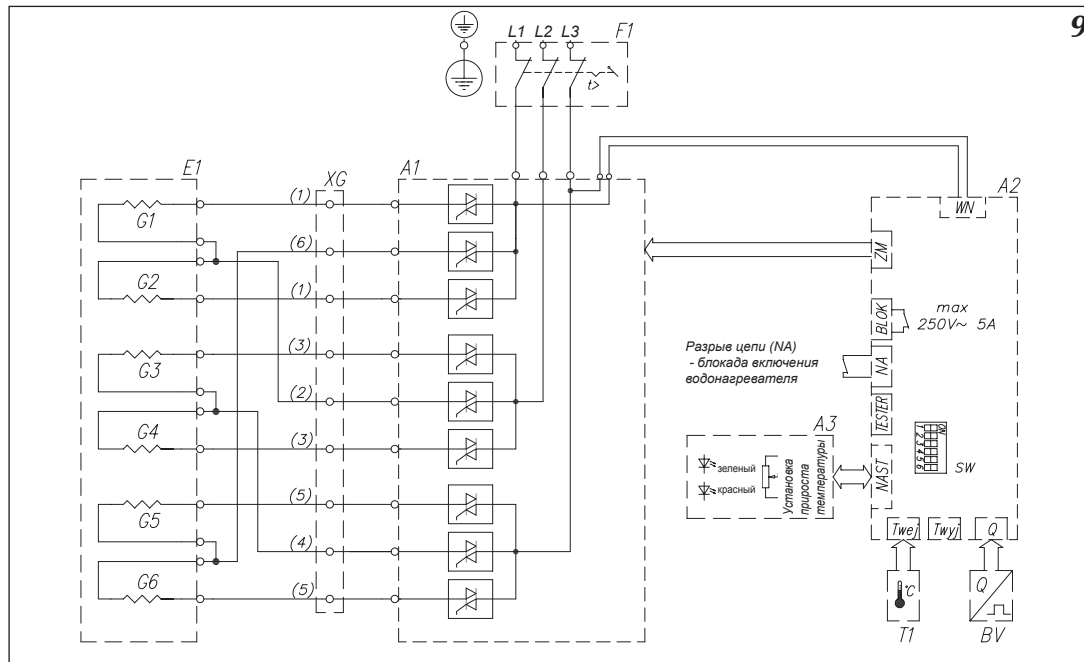 9
L1 L2 L3 F1
t>
E1
XG
A1
A2
WN
G1
(1)
(6)
ZM
G2
(1)
BLOK
max
250V~ 5A
G3
(3)
Разрыв цепи (NA)
- блокада включения
водонагревателя
NA
(2)
TESTER
G4
(3)
A3
зеленый
красный
Установка
прироста
температуры
NAST
ON
1 2 3 4 5 6
SW
G5
(5)
(4)
Twej Twyj Q
G6
(5)
°C
Q
T1
BV